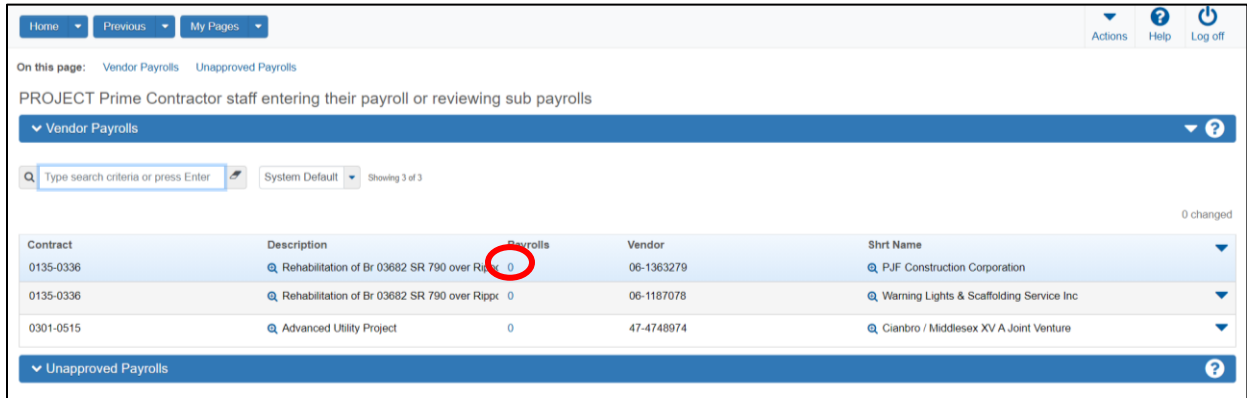 Home Previous My Pages
Actions Help Log off
On this page: Vendor Payrolls Unapproved Payrolls
PROJECT Prime Contractor staff entering their payroll or reviewing sub payrolls
Vendor Payrolls
Type search criteria or press Enter System Default Showing 3 of 3
0 changed
Contract Description Payrolls Vendor Shrt Name
0135-0336 Rehabilitation of Br 03682 SR 790 over 0 06-1363279 PJF Construction Corporation
0135-0336 Rehabilitation of Br 03682 SR 790 over Rippo 0 06-1187078 Warning Lights & Scaffolding Service Inc
0301-0515 Advanced Utility Project 0 47-4748974 Cianbro / Middlesex XV A Joint Venture
Unapproved Payrolls